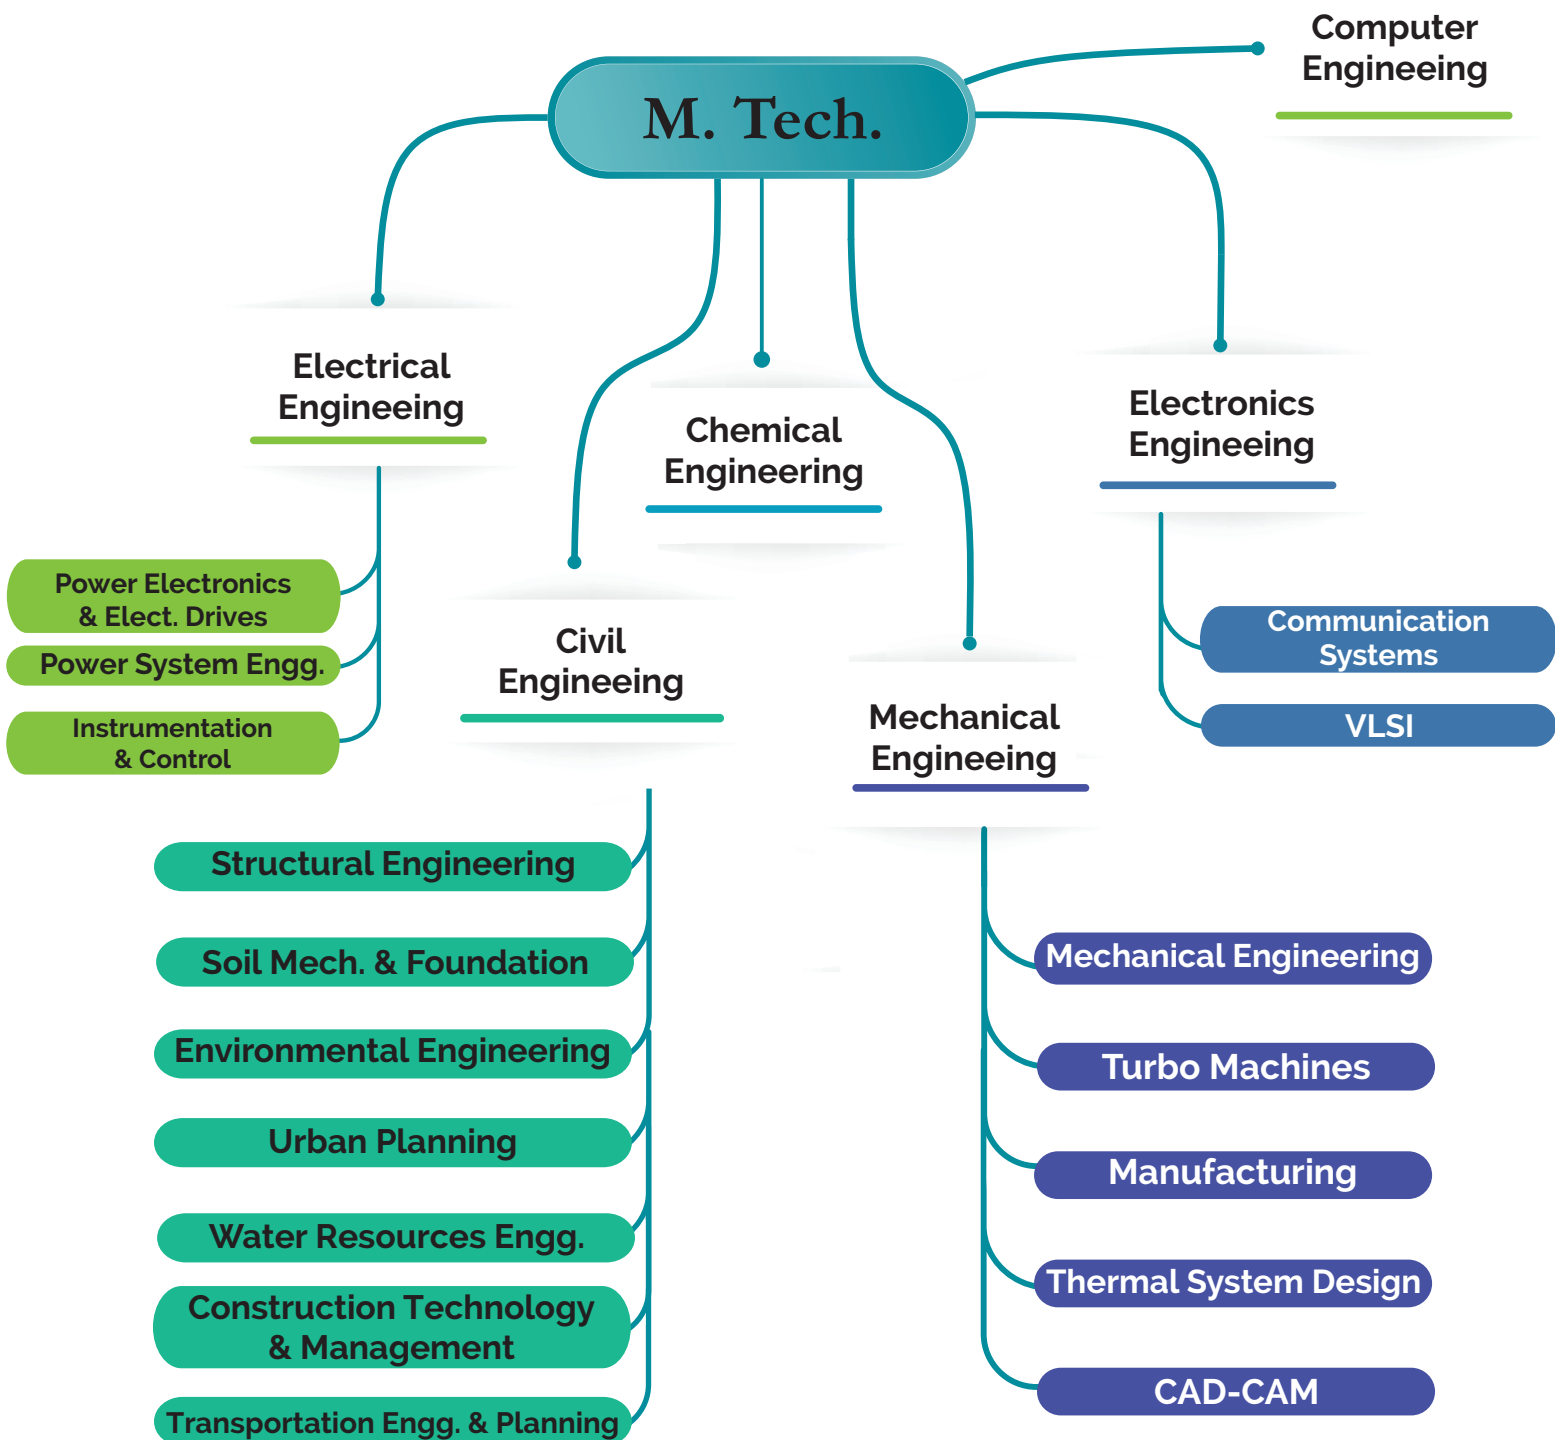 Computer
Engineeing
M. Tech.
Electrical
Engineeing
Power Electronics
& Elect. Drives
Power System Engg.
Instrumentation
& Control
Civil
Engineeing
Structural Engineering
Soil Mech. & Foundation
Environmental Engineering
Urban Planning
Water Resources Engg.
Construction Technology
& Management
Transportation Engg. & Planning
Chemical
Engineering
Mechanical
Engineeing
Mechanical Engineering
Turbo Machines
Manufacturing
Thermal System Design
CAD-CAM
Electronics
Engineeing
Communication
Systems
VLSI